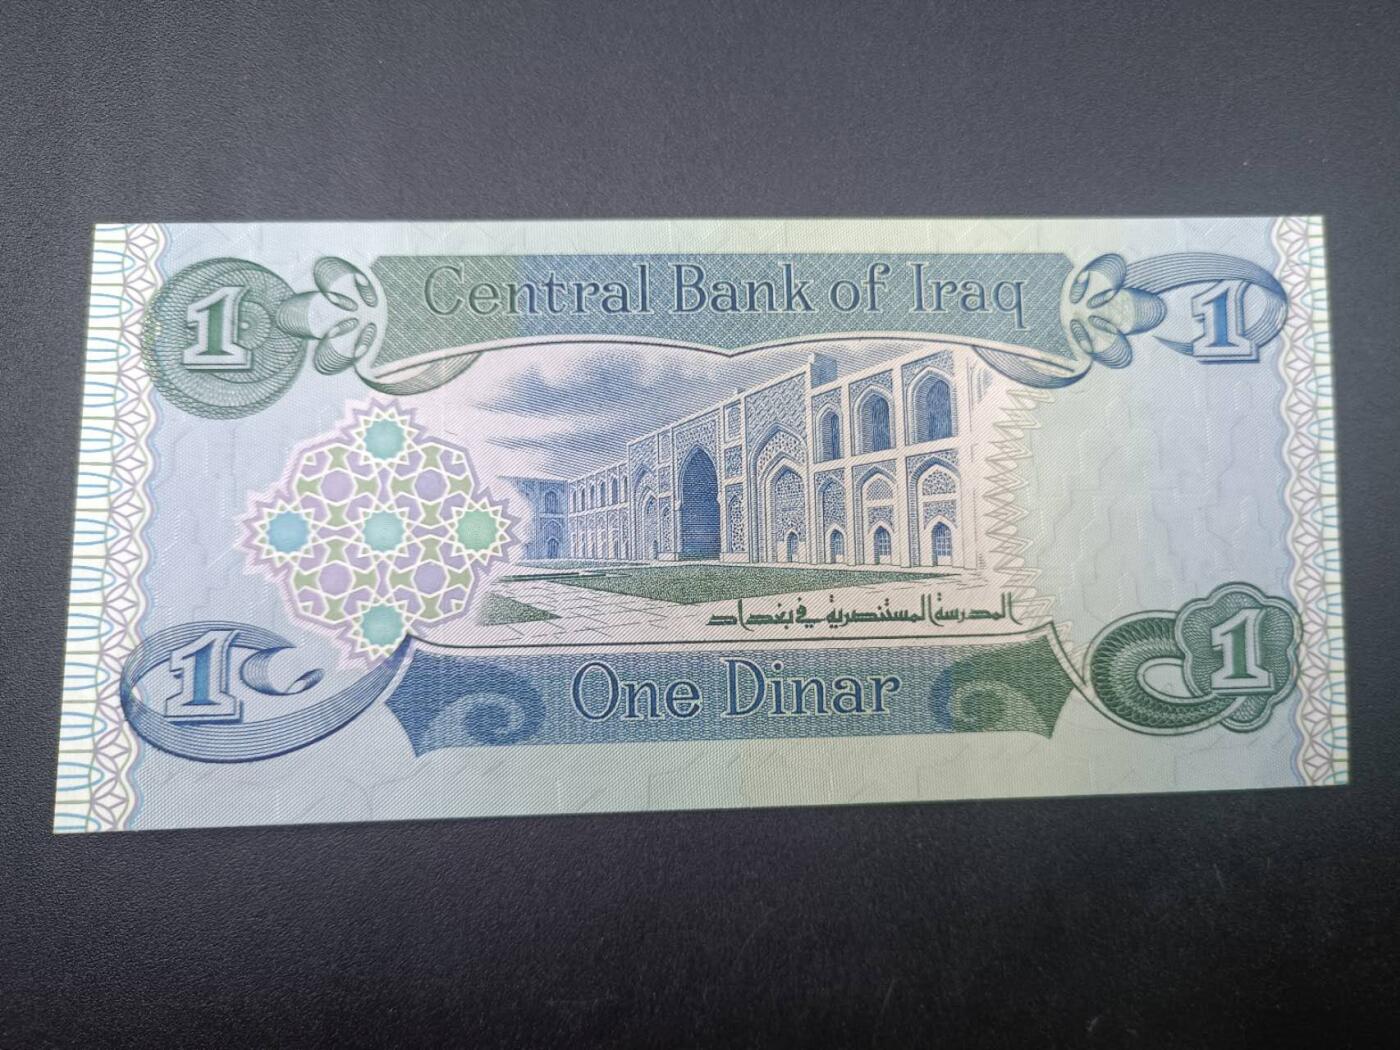 1 Central Bank of Iraq 1
المدرسة المستنصرية في بغداد
1 One Dinar 1